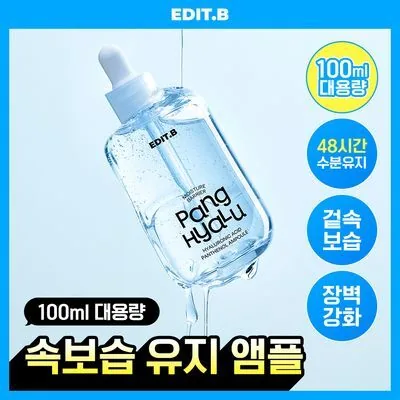 EDIT.B
100ml
대용량
48시간
수분유지
겉속
보습
장벽
강화
EDIT.B
MOISTURE
BARRIER
Pang
Hyal-u
HYALURONIC ACID
PANTHENOL AMPOULE
100ml 대용량
속보습 유지 앰플